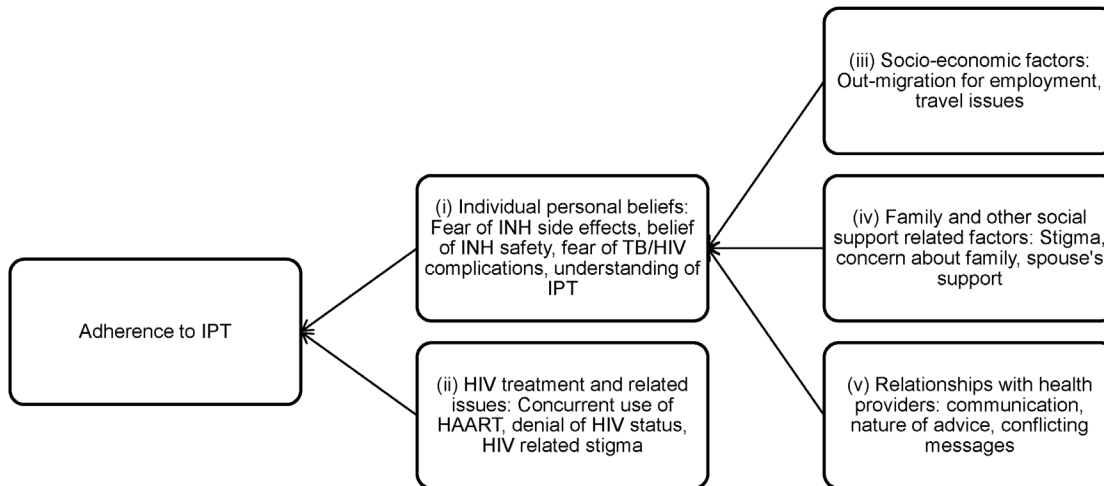 Adherence to IPT
(i) Individual personal beliefs:
Fear of INH side effects, belief
of INH safety, fear of TB/HIV
complications, understanding of
IPT
(ii) HIV treatment and related
issues: Concurrent use of
HAART, denial of HIV status,
HIV related stigma
(iii) Socio-economic factors:
Out-migration for employment,
travel issues
(iv) Family and other social
support related factors: Stigma,
concern about family, spouse's
support
(v) Relationships with health
providers: communication,
nature of advice, conflicting
messages